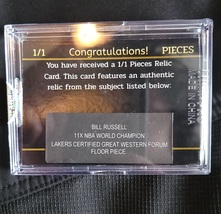 1/1 Congratulations! PIECES
You have received a 1/1 Pieces Relic
Card. This card features an authentic
relic from the subject listed below:
MADE IN CHINA
BILL RUSSELL
11X NBA WORLD CHAMPION
LAKERS CERTIFIED GREAT WESTERN FORUM
FLOOR PIECE